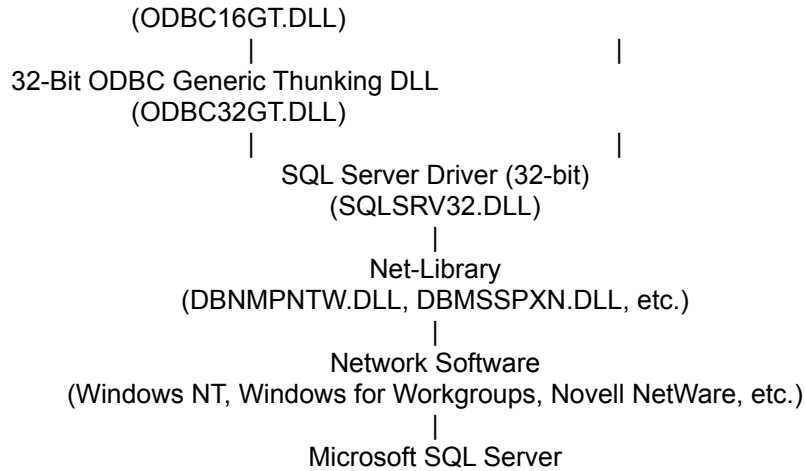 (ODBC16GT.DLL)
| |
32-Bit ODBC Generic Thunking DLL
(ODBC32GT.DLL)
| |
SQL Server Driver (32-bit)
(SQLSRV32.DLL)
|
Net-Library
(DBNMPNTW.DLL, DBMSSPXN.DLL, etc.)
|
Network Software
(Windows NT, Windows for Workgroups, Novell NetWare, etc.)
|
Microsoft SQL Server